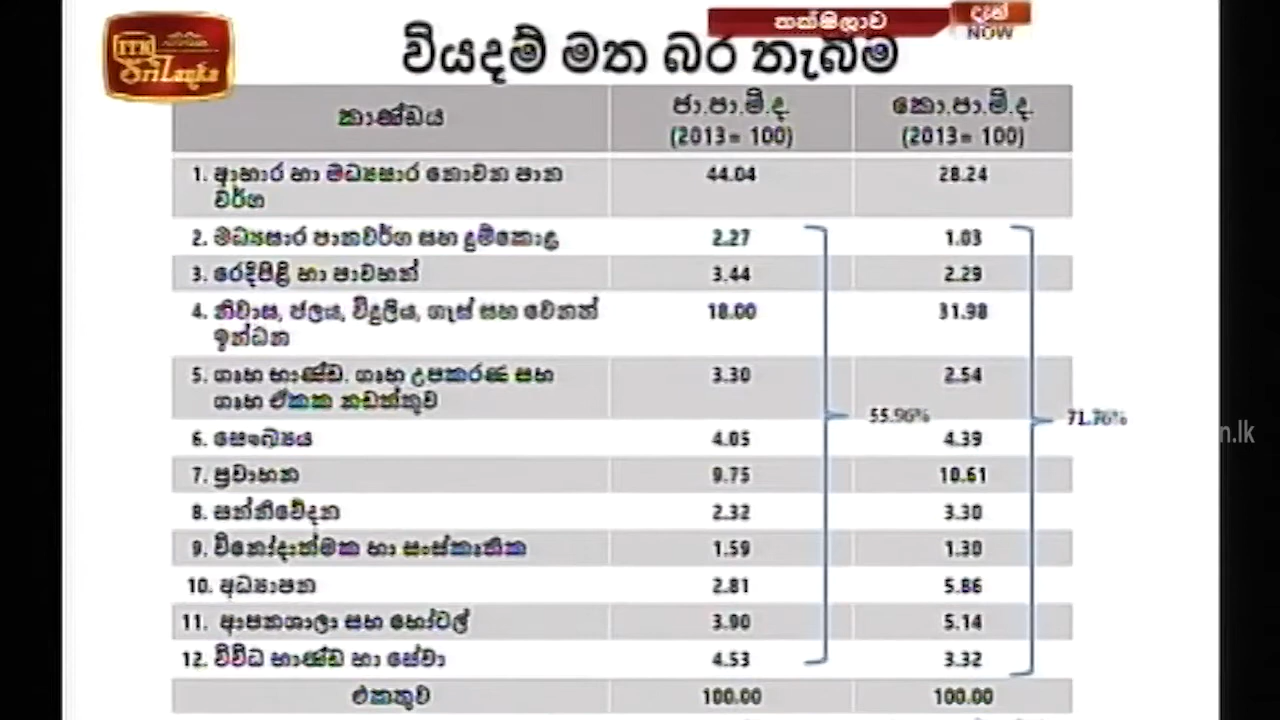 තක්සිලාව
දැන්
NOW
ITN
Sri Lanka
වියදම් මත බර තැබීම
කාණ්ඩය ජා.පා.මි.ද. කො.පා.මි.ද.
(2013= 100) (2013= 100)
1. ආහාර හා මධ්‍යසාර නොවන පාන 44.04 28.24
වර්ග
2. මධ්‍යසාර පානවර්ග සහ දුම්කොළ 2.27 1.03
3. රෙදිපිළි හා පාවහන් 3.44 2.29
4. නිවාස, ජලය, විදුලිය, ගෑස් සහ වෙනත් 18.00 31.98
ඉන්ධන
5. ගෘහ භාණ්ඩ. ගෘහ උපකරණ සහ 3.30 2.54
ගෘහ ඒකක නඩත්තුව
55.96% 71.76%
n.lk
6. සෞඛ්‍යය 4.05 4.39
7. ප්‍රවාහන 9.75 10.61
8. සන්නිවේදන 2.32 3.30
9. විනෝදාත්මක හා සංස්කෘතික 1.59 1.30
10. අධ්‍යාපන 2.81 5.86
11. ආපනශාලා සහ හෝටල් 3.90 5.14
12. විවිධ භාණ්ඩ හා සේවා 4.53 3.32
එකතුව 100.00 100.00